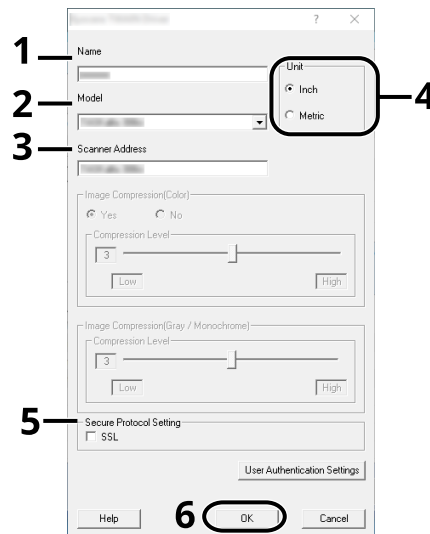 ? ×
1 Name
Unit
Inch
2 Model
Metric
4
3 Scanner Address
Image Compression(Color)
Yes No
Compression Level
3
Low High
Image Compression(Gray / Monochrome)
Compression Level
3
Low High
5 Secure Protocol Setting
SSL
User Authentication Settings
Help 6 OK Cancel